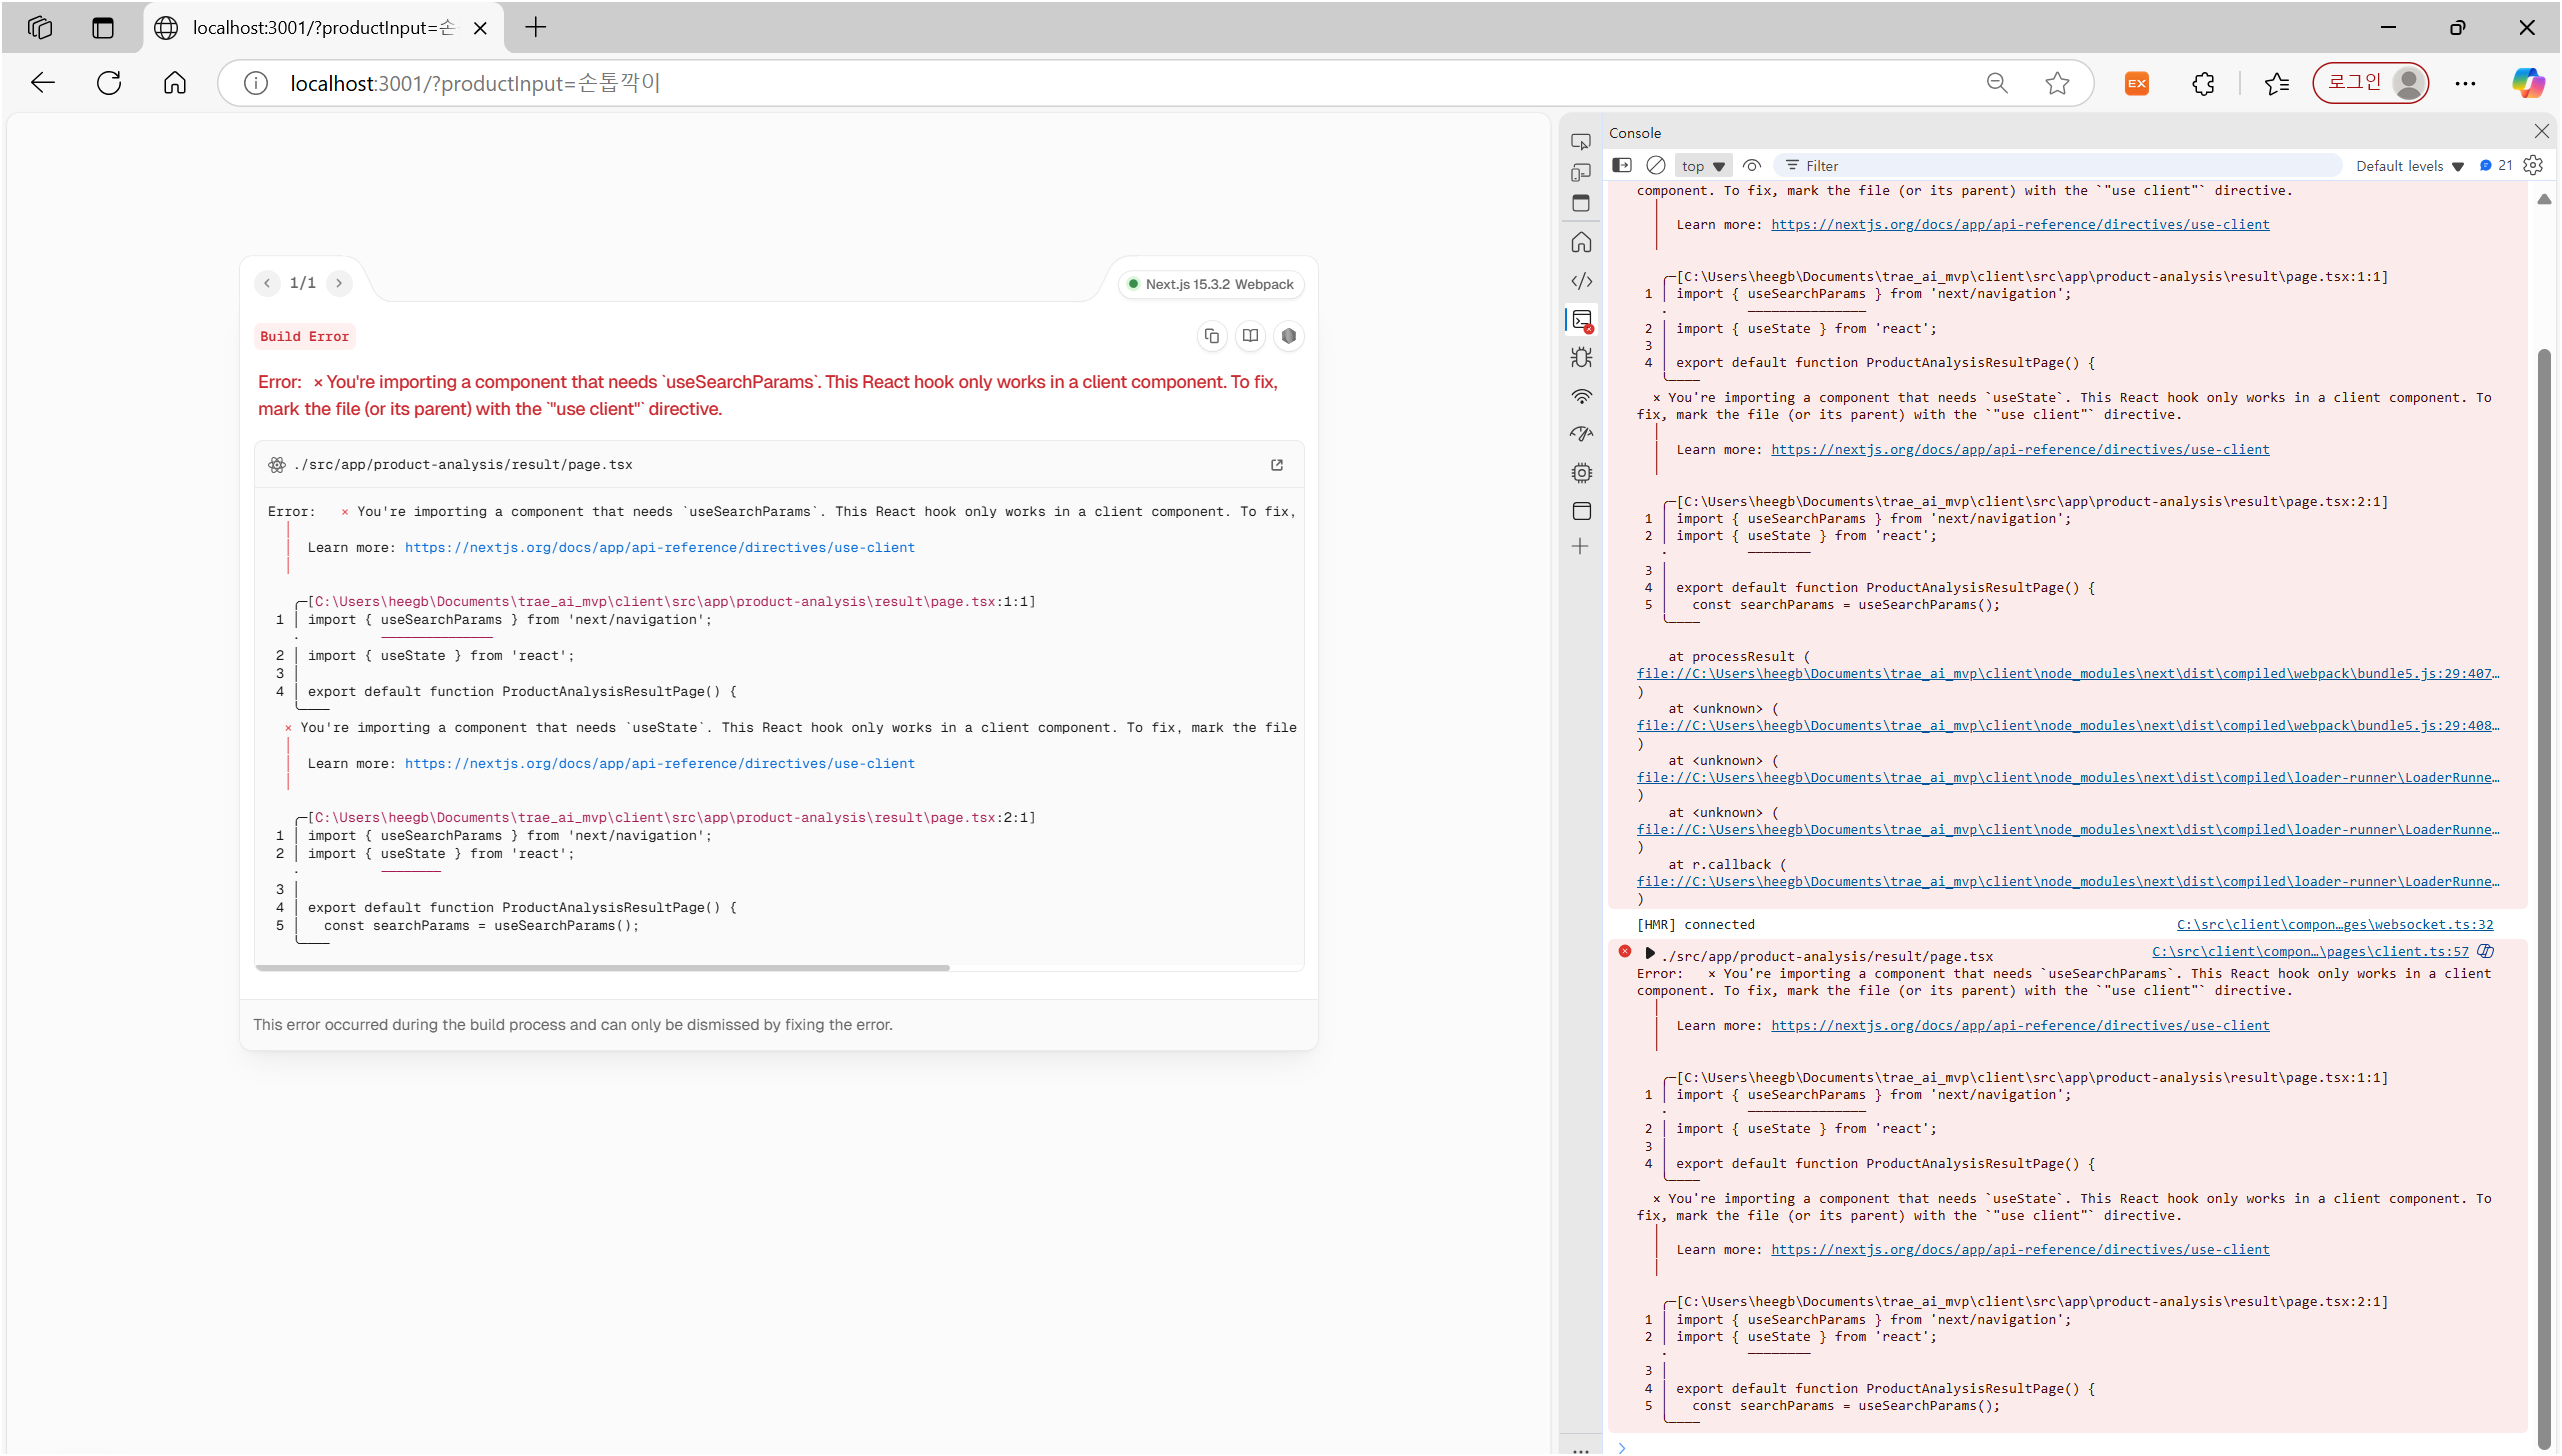 localhost:3001/?productInput=손
localhost:3001/?productInput=손톱깍이
EX
로그인
1/1
Next.js 15.3.2 Webpack
Build Error
Error: × You're importing a component that needs `useSearchParams`. This React hook only works in a client component. To fix,
mark the file (or its parent) with the `"use client"` directive.
./src/app/product-analysis/result/page.tsx
Error:   × You're importing a component that needs `useSearchParams`. This React hook only works in a client component. To fix,
Learn more: https://nextjs.org/docs/app/api-reference/directives/use-client
[C:\Users\heegb\Documents\trae_ai_mvp\client\src\app\product-analysis\result\page.tsx:1:1]
1 │ import { useSearchParams } from 'next/navigation';
2 │ import { useState } from 'react';
3 │
4 │ export default function ProductAnalysisResultPage() {
× You're importing a component that needs `useState`. This React hook only works in a client component. To fix, mark the file
Learn more: https://nextjs.org/docs/app/api-reference/directives/use-client
[C:\Users\heegb\Documents\trae_ai_mvp\client\src\app\product-analysis\result\page.tsx:2:1]
1 │ import { useSearchParams } from 'next/navigation';
2 │ import { useState } from 'react';
3 │
4 │ export default function ProductAnalysisResultPage() {
5 │   const searchParams = useSearchParams();
This error occurred during the build process and can only be dismissed by fixing the error.
Console
top
Filter
Default levels
21
component. To fix, mark the file (or its parent) with the `"use client"` directive.
Learn more: https://nextjs.org/docs/app/api-reference/directives/use-client
[C:\Users\heegb\Documents\trae_ai_mvp\client\src\app\product-analysis\result\page.tsx:1:1]
1 │ import { useSearchParams } from 'next/navigation';
2 │ import { useState } from 'react';
3 │
4 │ export default function ProductAnalysisResultPage() {
× You're importing a component that needs `useState`. This React hook only works in a client component. To
fix, mark the file (or its parent) with the `"use client"` directive.
Learn more: https://nextjs.org/docs/app/api-reference/directives/use-client
[C:\Users\heegb\Documents\trae_ai_mvp\client\src\app\product-analysis\result\page.tsx:2:1]
1 │ import { useSearchParams } from 'next/navigation';
2 │ import { useState } from 'react';
3 │
4 │ export default function ProductAnalysisResultPage() {
5 │   const searchParams = useSearchParams();
at processResult (
file://C:\Users\heegb\Documents\trae_ai_mvp\client\node_modules\next\dist\compiled\webpack\bundle5.js:29:407…
)
at <unknown> (
file://C:\Users\heegb\Documents\trae_ai_mvp\client\node_modules\next\dist\compiled\webpack\bundle5.js:29:408…
)
at <unknown> (
file://C:\Users\heegb\Documents\trae_ai_mvp\client\node_modules\next\dist\compiled\loader-runner\LoaderRunne…
)
at <unknown> (
file://C:\Users\heegb\Documents\trae_ai_mvp\client\node_modules\next\dist\compiled\loader-runner\LoaderRunne…
)
at r.callback (
file://C:\Users\heegb\Documents\trae_ai_mvp\client\node_modules\next\dist\compiled\loader-runner\LoaderRunne…
)
[HMR] connected C:\src\client\compon…ges\websocket.ts:32
./src/app/product-analysis/result/page.tsx C:\src\client\compon…\pages\client.ts:57
Error:   × You're importing a component that needs `useSearchParams`. This React hook only works in a client
component. To fix, mark the file (or its parent) with the `"use client"` directive.
Learn more: https://nextjs.org/docs/app/api-reference/directives/use-client
[C:\Users\heegb\Documents\trae_ai_mvp\client\src\app\product-analysis\result\page.tsx:1:1]
1 │ import { useSearchParams } from 'next/navigation';
2 │ import { useState } from 'react';
3 │
4 │ export default function ProductAnalysisResultPage() {
× You're importing a component that needs `useState`. This React hook only works in a client component. To
fix, mark the file (or its parent) with the `"use client"` directive.
Learn more: https://nextjs.org/docs/app/api-reference/directives/use-client
[C:\Users\heegb\Documents\trae_ai_mvp\client\src\app\product-analysis\result\page.tsx:2:1]
1 │ import { useSearchParams } from 'next/navigation';
2 │ import { useState } from 'react';
3 │
4 │ export default function ProductAnalysisResultPage() {
5 │   const searchParams = useSearchParams();